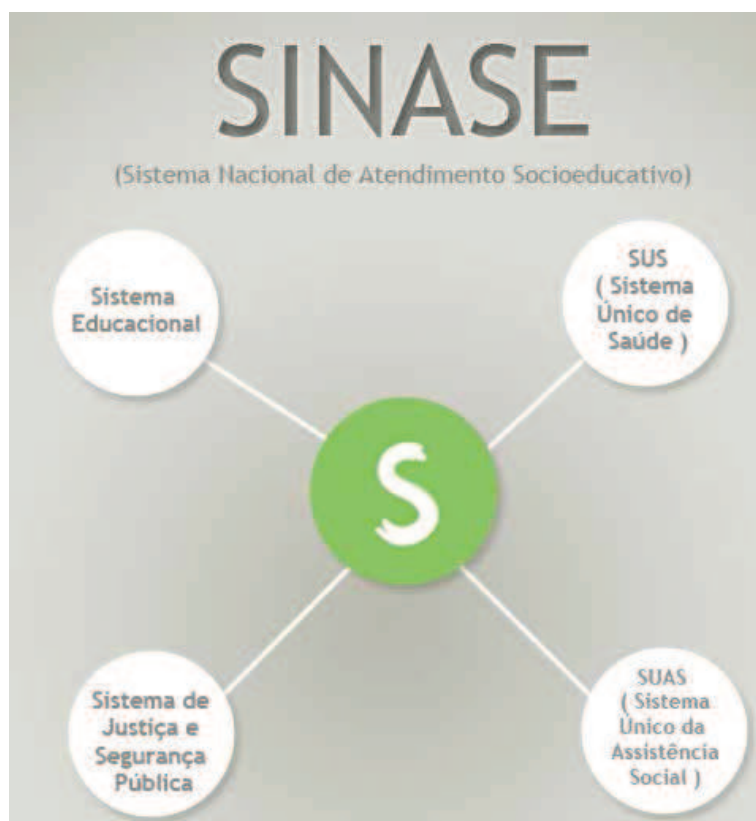 SINASE
(Sistema Nacional de Atendimento Socioeducativo)
Sistema
Educacional
SUS
( Sistema
Único de
Saúde )
S
Sistema de
Justiça e
Segurança
Pública
SUAS
( Sistema
Único da
Assistência
Social )